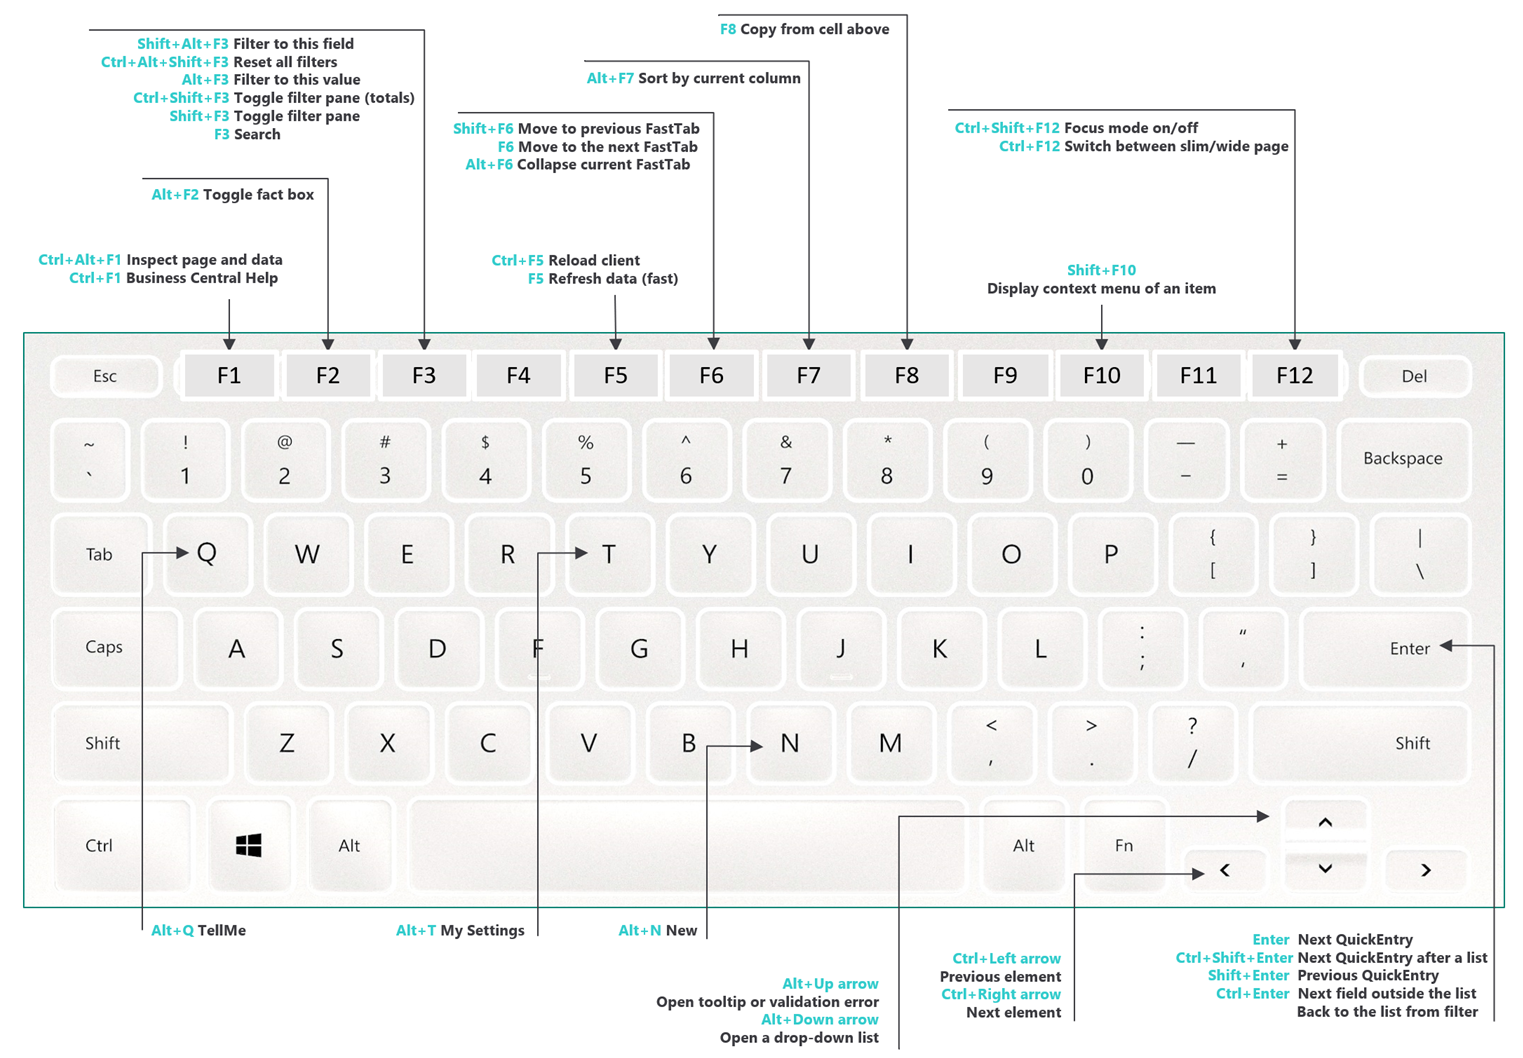 F8 Copy from cell above
Shift+Alt+F3 Filter to this field
Ctrl+Alt+Shift+F3 Reset all filters
Alt+F3 Filter to this value
Ctrl+Shift+F3 Toggle filter pane (totals)
Shift+F3 Toggle filter pane
F3 Search
Alt+F7 Sort by current column
Shift+F6 Move to previous FastTab
F6 Move to the next FastTab
Alt+F6 Collapse current FastTab
Ctrl+Shift+F12 Focus mode on/off
Ctrl+F12 Switch between slim/wide page
Alt+F2 Toggle fact box
Ctrl+Alt+F1 Inspect page and data
Ctrl+F1 Business Central Help
Ctrl+F5 Reload client
F5 Refresh data (fast)
Shift+F10
Display context menu of an item
Esc F1 F2 F3 F4 F5 F6 F7 F8 F9 F10 F11 F12 Del
~ ! @ # $ % ^ & * ( ) — +
` 1 2 3 4 5 6 7 8 9 0 - = Backspace
{ } |
Tab Q W E R T Y U I O P [ ] \
: “
Caps A S D F G H J K L ; ' Enter
< > ?
Shift Z X C V B N M , . / Shift
Ctrl Alt Alt Fn
Alt+Q TellMe
Alt+T My Settings
Alt+N New
Alt+Up arrow
Open tooltip or validation error
Alt+Down arrow
Open a drop-down list
Ctrl+Left arrow
Previous element
Ctrl+Right arrow
Next element
Enter Next QuickEntry
Ctrl+Shift+Enter Next QuickEntry after a list
Shift+Enter Previous QuickEntry
Ctrl+Enter Next field outside the list
Back to the list from filter